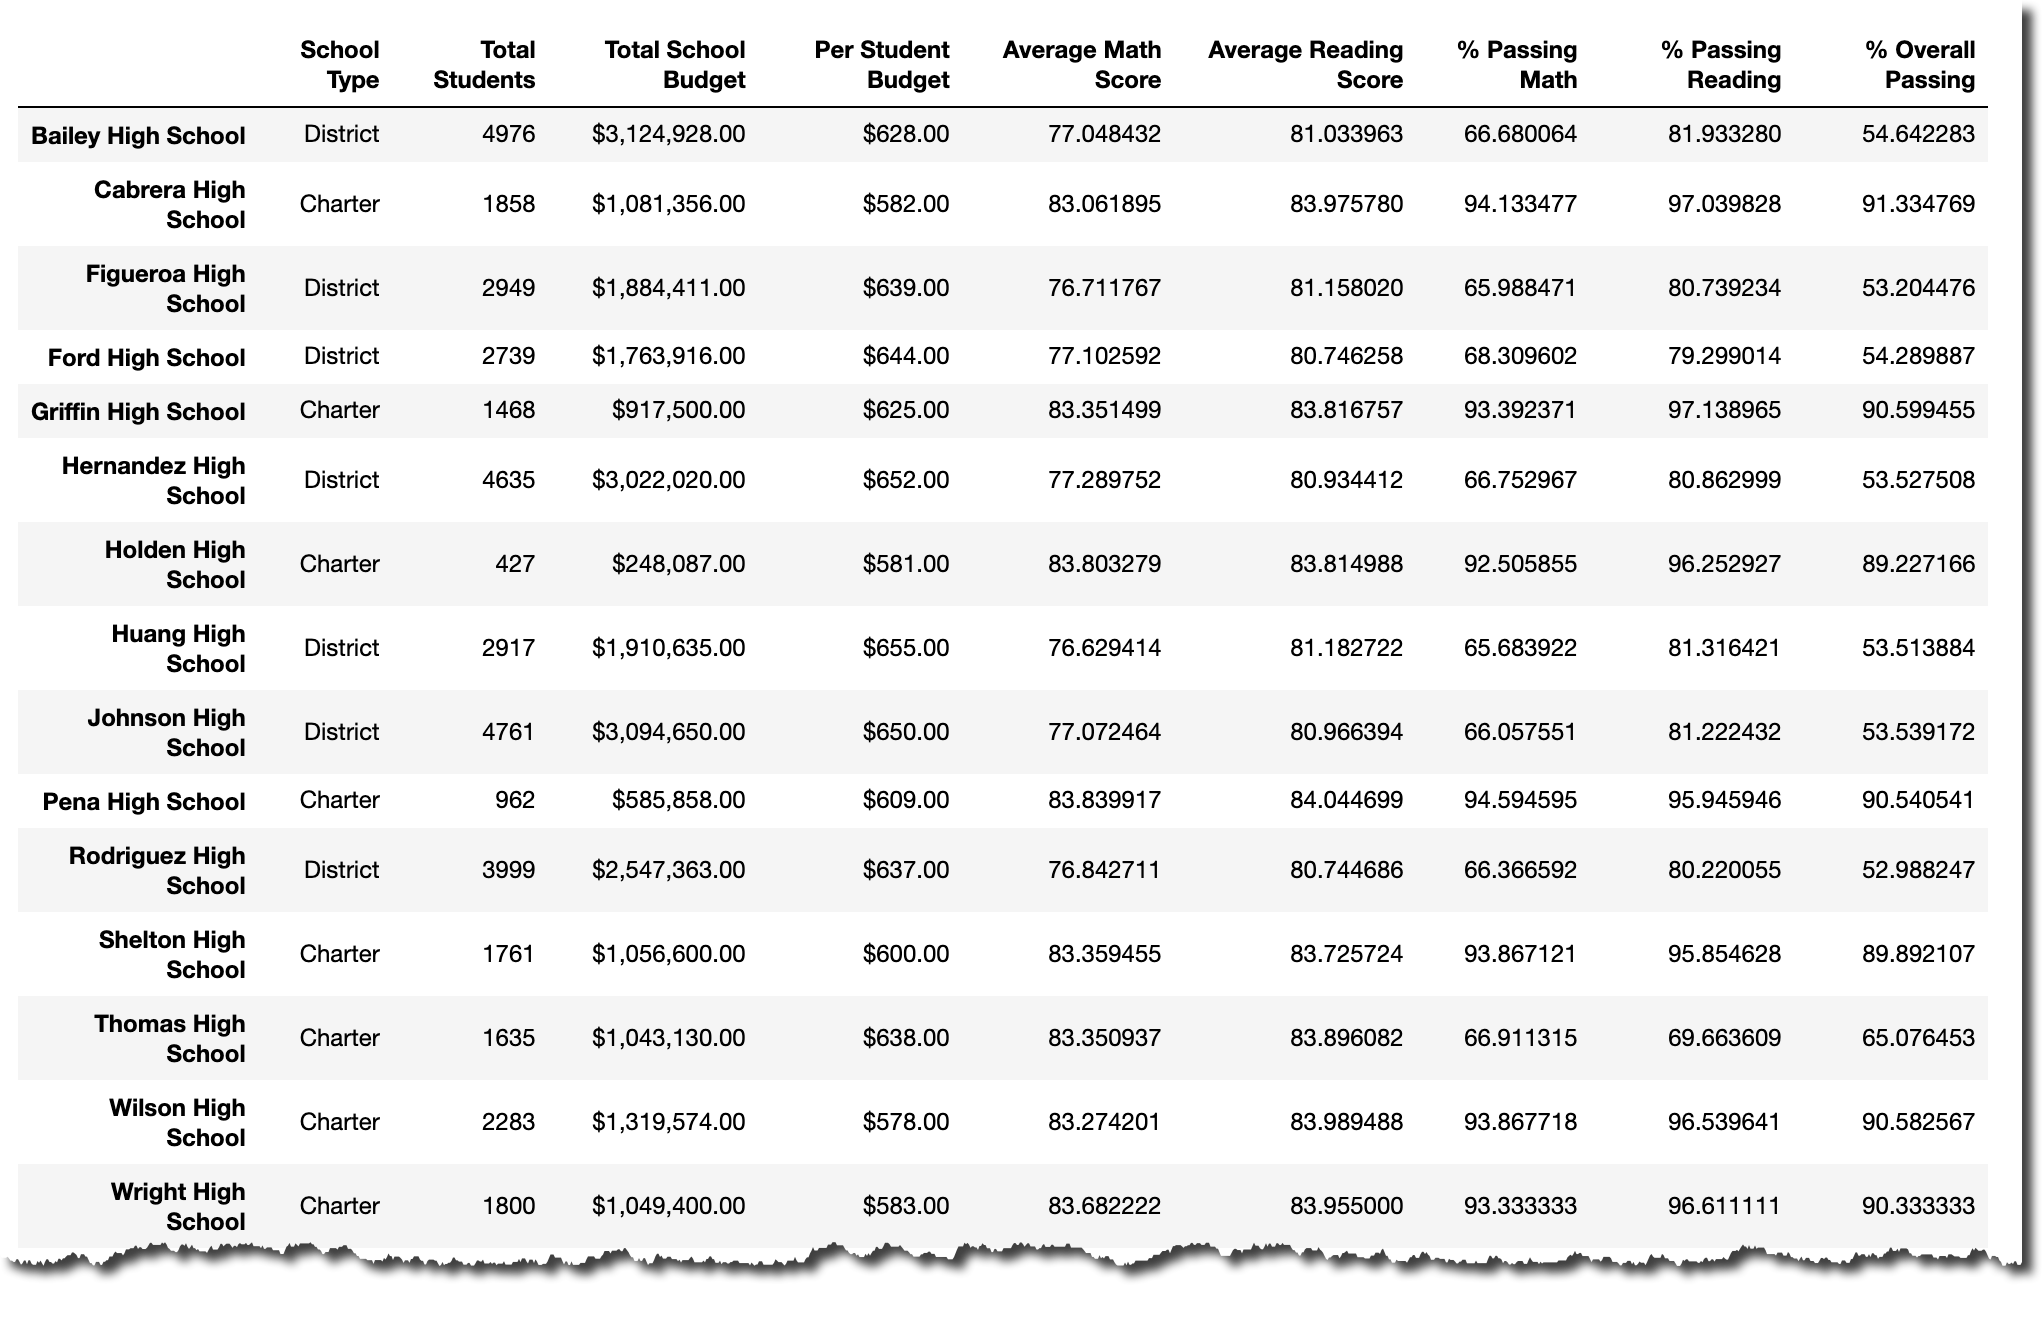 School Type Total Students Total School Budget Per Student Budget Average Math Score Average Reading Score % Passing Math % Passing Reading % Overall Passing
Bailey High School District 4976 $3,124,928.00 $628.00 77.048432 81.033963 66.680064 81.933280 54.642283
Cabrera High School Charter 1858 $1,081,356.00 $582.00 83.061895 83.975780 94.133477 97.039828 91.334769
Figueroa High School District 2949 $1,884,411.00 $639.00 76.711767 81.158020 65.988471 80.739234 53.204476
Ford High School District 2739 $1,763,916.00 $644.00 77.102592 80.746258 68.309602 79.299014 54.289887
Griffin High School Charter 1468 $917,500.00 $625.00 83.351499 83.816757 93.392371 97.138965 90.599455
Hernandez High School District 4635 $3,022,020.00 $652.00 77.289752 80.934412 66.752967 80.862999 53.527508
Holden High School Charter 427 $248,087.00 $581.00 83.803279 83.814988 92.505855 96.252927 89.227166
Huang High School District 2917 $1,910,635.00 $655.00 76.629414 81.182722 65.683922 81.316421 53.513884
Johnson High School District 4761 $3,094,650.00 $650.00 77.072464 80.966394 66.057551 81.222432 53.539172
Pena High School Charter 962 $585,858.00 $609.00 83.839917 84.044699 94.594595 95.945946 90.540541
Rodriguez High School District 3999 $2,547,363.00 $637.00 76.842711 80.744686 66.366592 80.220055 52.988247
Shelton High School Charter 1761 $1,056,600.00 $600.00 83.359455 83.725724 93.867121 95.854628 89.892107
Thomas High School Charter 1635 $1,043,130.00 $638.00 83.350937 83.896082 66.911315 69.663609 65.076453
Wilson High School Charter 2283 $1,319,574.00 $578.00 83.274201 83.989488 93.867718 96.539641 90.582567
Wright High School Charter 1800 $1,049,400.00 $583.00 83.682222 83.955000 93.333333 96.611111 90.333333